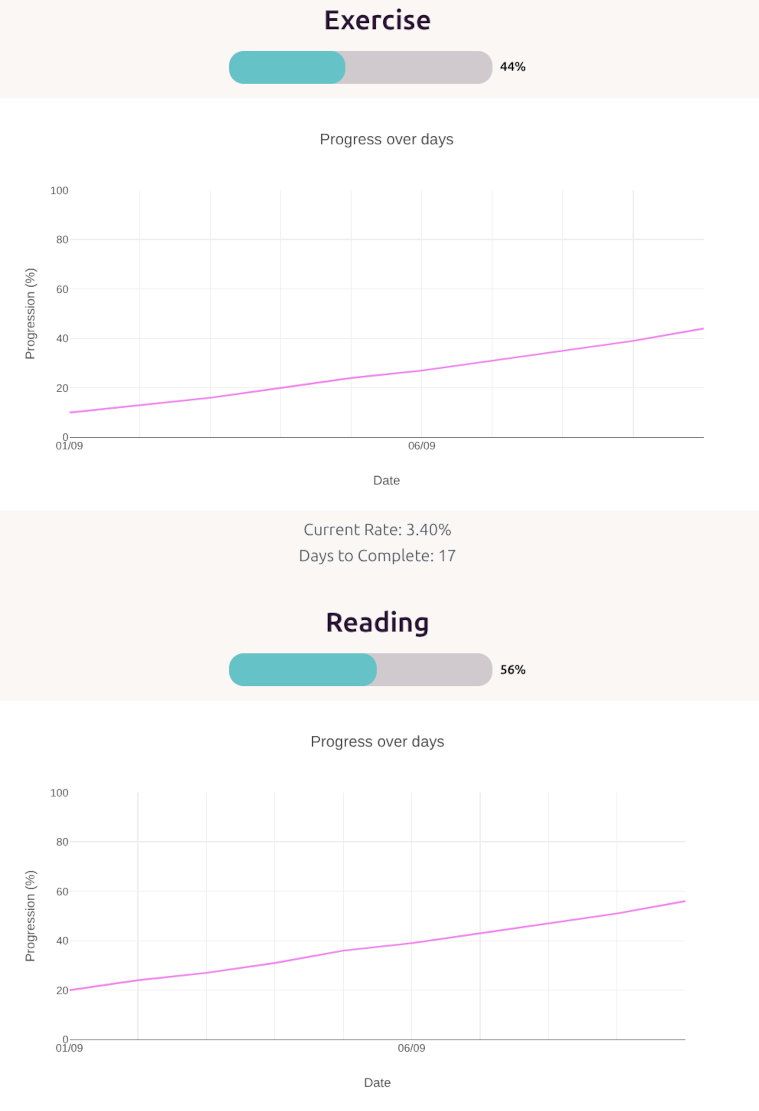 Exercise
44%
Progress over days
100
80
60
40
20
0
Progression (%)
01/09
06/09
Date
Current Rate: 3.40%
Days to Complete: 17
Reading
56%
Progress over days
100
80
60
40
20
0
Progression (%)
01/09
06/09
Date